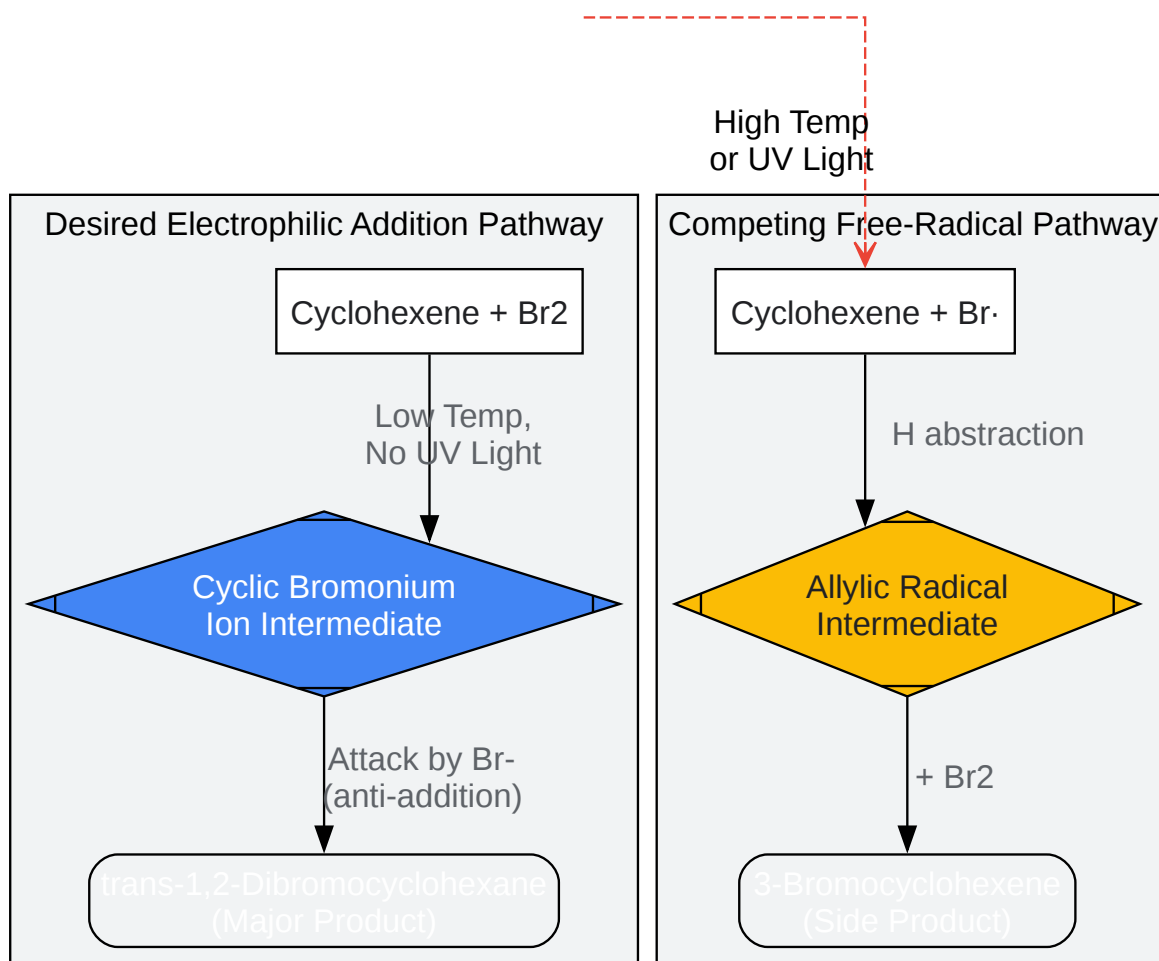 High Temp
or UV Light
Desired Electrophilic Addition Pathway
Cyclohexene + Br2
Low Temp,
No UV Light
Cyclic Bromonium
Ion Intermediate
Attack by Br-
(anti-addition)
trans-1,2-Dibromocyclohexane
(Major Product)
Competing Free-Radical Pathway
Cyclohexene + Br·
H abstraction
Allylic Radical
Intermediate
+ Br2
3-Bromocyclohexene
(Side Product)